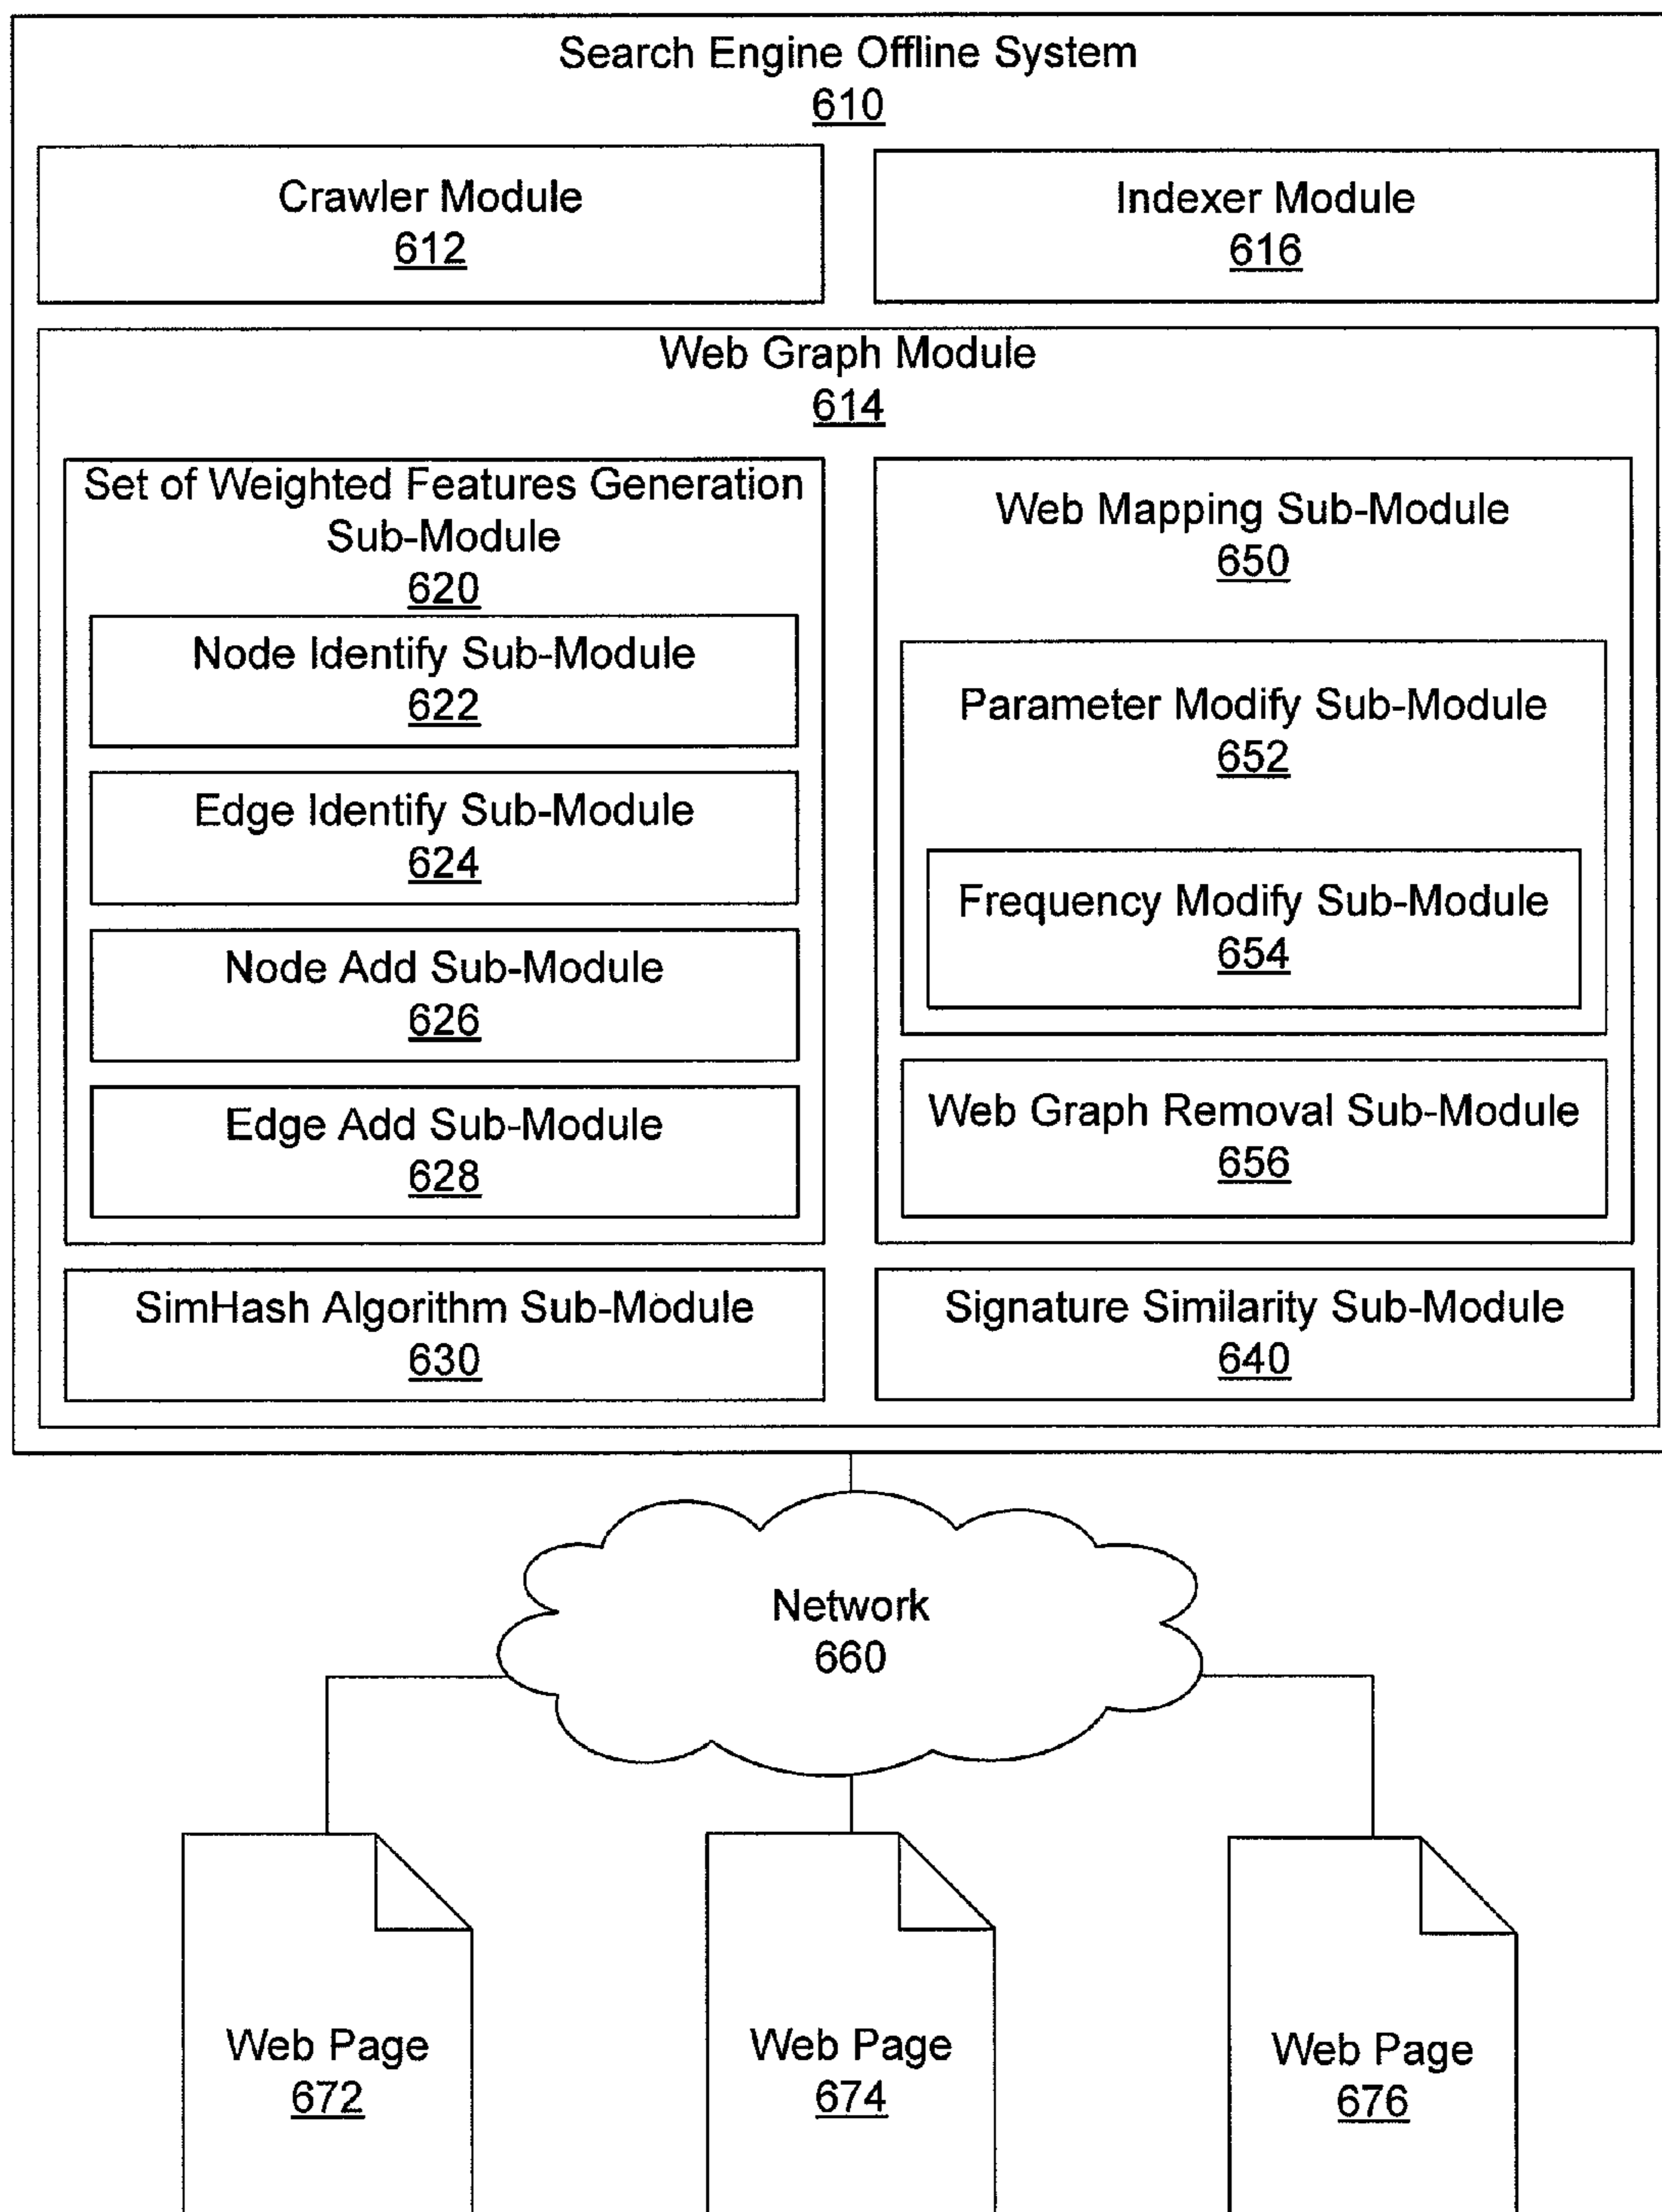 Search Engine Offline System
610
Crawler Module
612
Indexer Module
616
Web Graph Module
614
Set of Weighted Features Generation
Sub-Module
620
Node Identify Sub-Module
622
Edge Identify Sub-Module
624
Node Add Sub-Module
626
Edge Add Sub-Module
628
Web Mapping Sub-Module
650
Parameter Modify Sub-Module
652
Frequency Modify Sub-Module
654
Web Graph Removal Sub-Module
656
SimHash Algorithm Sub-Module
630
Signature Similarity Sub-Module
640
Network
660
Web Page
672
Web Page
674
Web Page
676